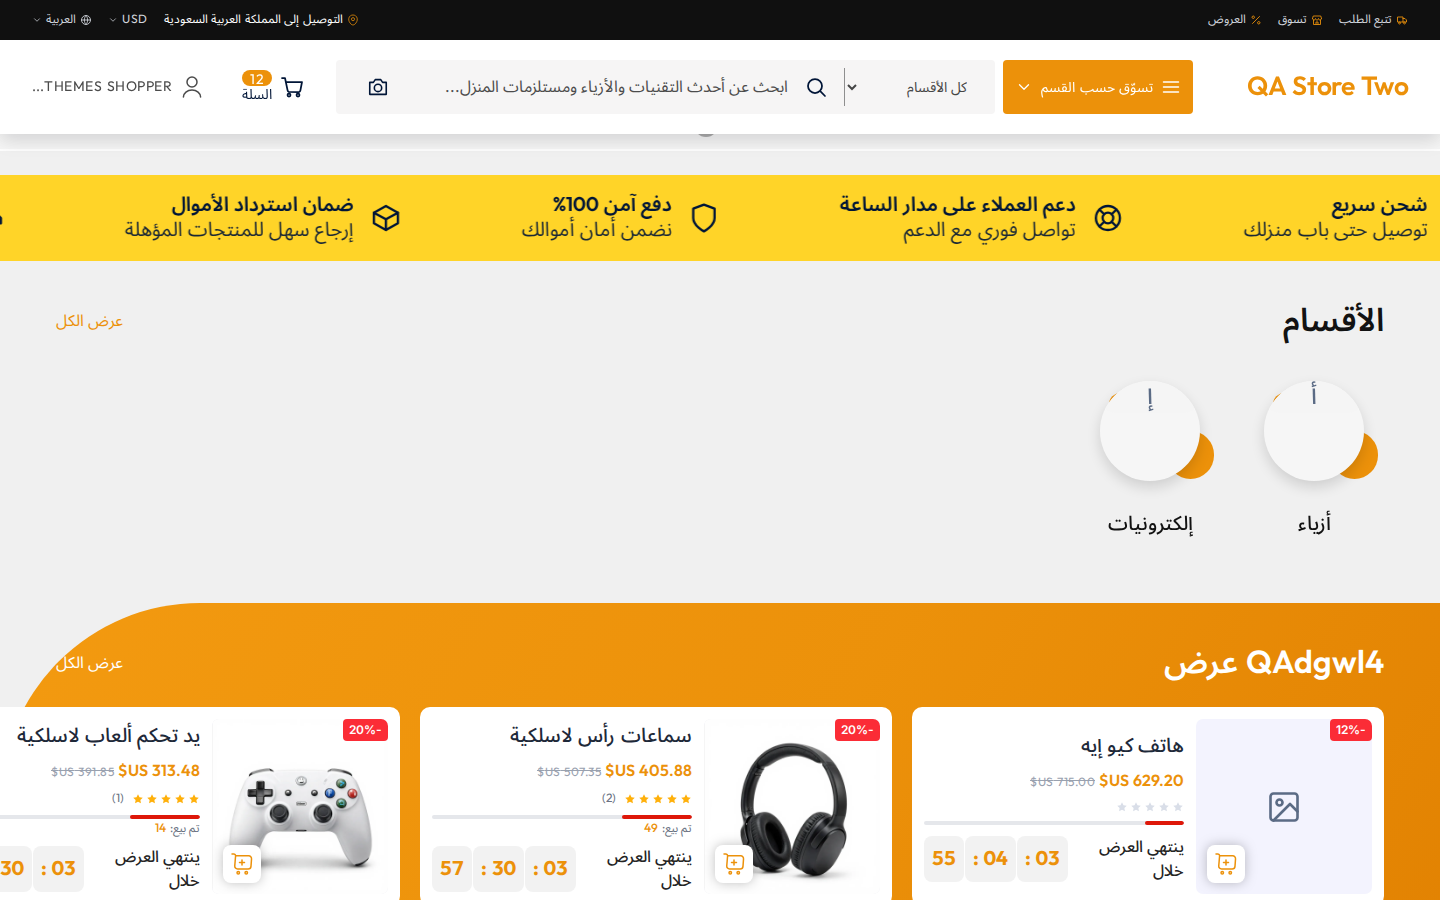 تتبع الطلب
تسوق
العروض
التوصيل إلى المملكة العربية السعودية
USD
العربية
QA Store Two
تسوّق حسب القسم
كل الأقسام
ابحث عن أحدث التقنيات والأزياء ومستلزمات المنزل...
12
السلة
THEMES SHOPPER...
شحن سريع
توصيل حتى باب منزلك
دعم العملاء على مدار الساعة
تواصل فوري مع الدعم
دفع آمن 100%
نضمن أمان أموالك
ضمان استرداد الأموال
إرجاع سهل للمنتجات المؤهلة
الأقسام
عرض الكل
أ
إ
أزياء
إلكترونيات
عرض QAdgwl4
عرض الكل
-12%
هاتف كيو إيه
$US 629.20 $US 715.00
ينتهي العرض
خلال
03 : 04 : 55
-20%
سماعات رأس لاسلكية
$US 405.88 $US 507.35
(2)
تم بيع: 49
ينتهي العرض
خلال
03 : 30 : 57
-20%
يد تحكم ألعاب لاسلكية
$US 313.48 $US 391.85
(1)
تم بيع: 14
ينتهي العرض
خلال
03 : 30